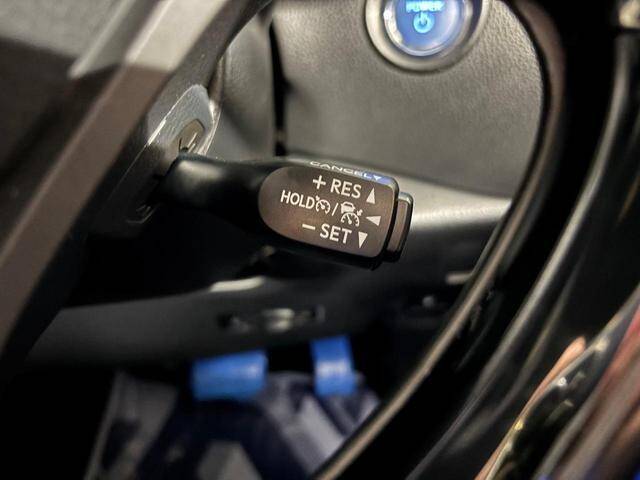 POWER
CANCEL
+ RES
HOLD /
− SET